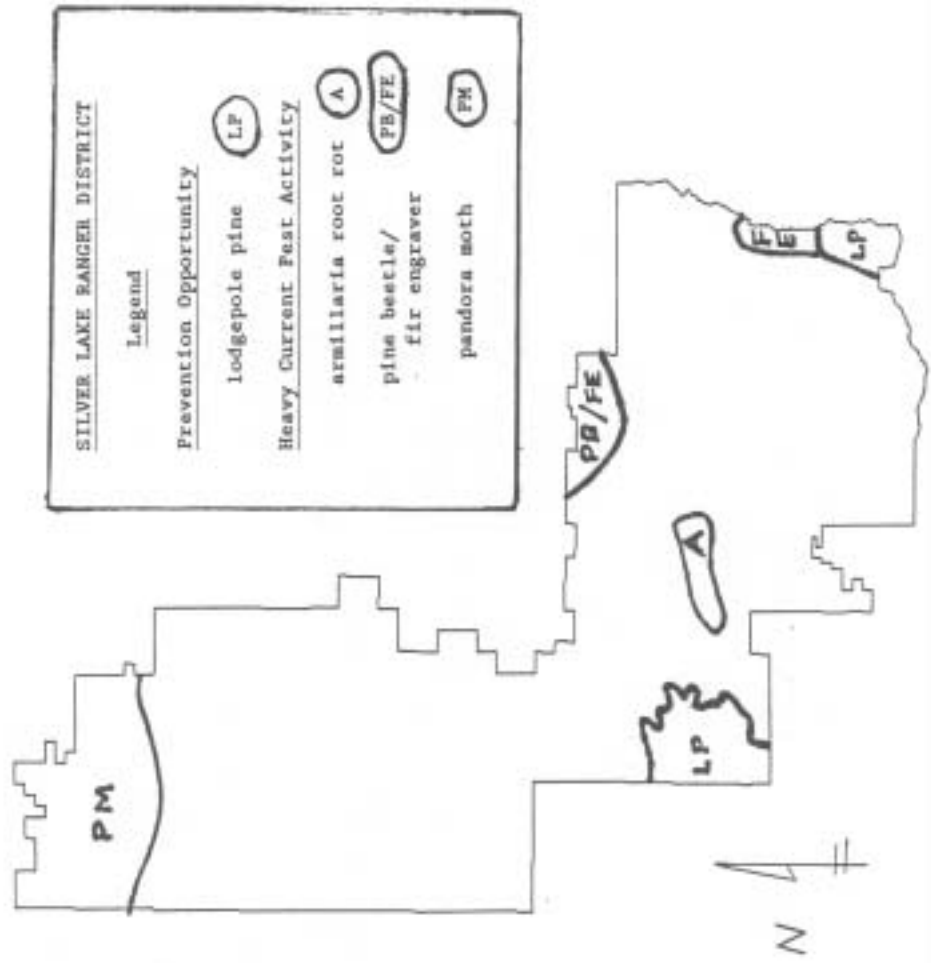 SILVER LAKE RANGER DISTRICT
Legend
Prevention Opportunity
lodgepole pine LP
Heavy Current Pest Activity
armillaria root rot A
pine beetle/
fir engraver PB/FE
pandora moth PM
PM
LP
A
PB/FE
FE
LP
N